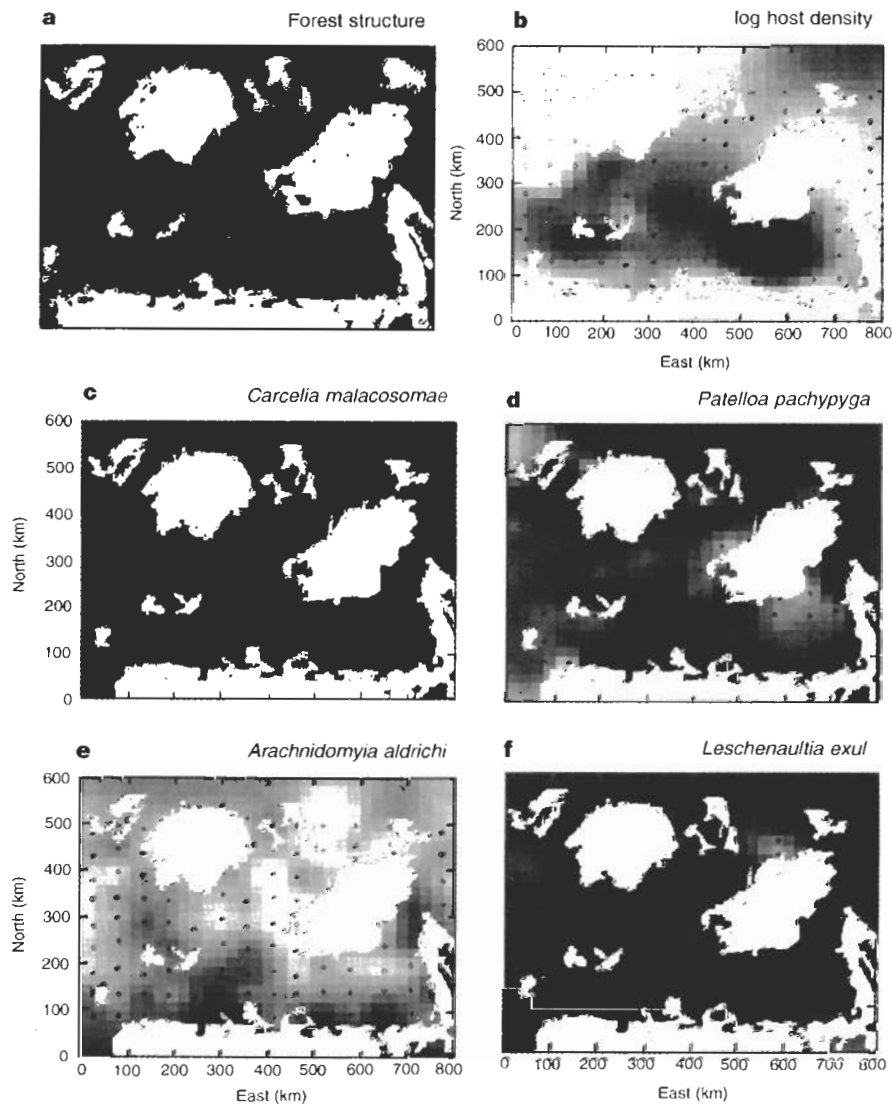 a Forest structure
b log host density
600
500
400
300
200
100
0
North (km)
0 100 200 300 400 500 600 700 800
East (km)
c Carcelia malacosomae
600
500
400
300
200
100
0
North (km)
d Patelloa pachypyga
e Arachnidomyia aldrichi
600
500
400
300
200
100
0
North (km)
0 100 200 300 400 500 600 700 800
East (km)
f Leschenaultia exul
0 100 200 300 400 500 600 700 800
East (km)